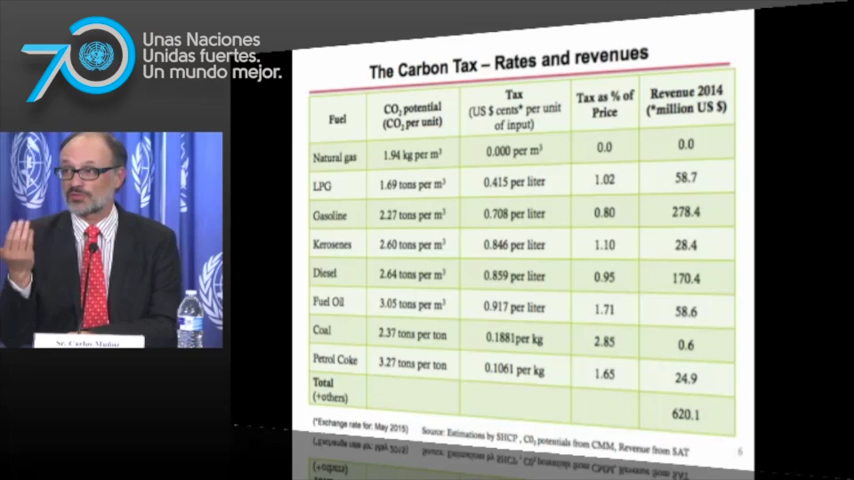 70
Unas Naciones
Unidas fuertes.
Un mundo mejor.
The Carbon Tax – Rates and revenues
Fuel CO2 potential (CO2 per unit) Tax (US $ cents* per unit of input) Tax as % of Price Revenue 2014 (*million US $)
Natural gas 1.94 kg per m³ 0.000 per m³ 0.0 0.0
LPG 1.69 tons per m³ 0.415 per liter 1.02 58.7
Gasoline 2.27 tons per m³ 0.708 per liter 0.80 278.4
Kerosenes 2.60 tons per m³ 0.846 per liter 1.10 28.4
Diesel 2.64 tons per m³ 0.859 per liter 0.95 170.4
Fuel Oil 3.05 tons per m³ 0.917 per liter 1.71 58.6
Coal 2.37 tons per ton 0.1881per kg 2.85 0.6
Petrol Coke 3.27 tons per ton 0.1061 per kg 1.65 24.9
Total (+others) 620.1
(*Exchange rate for: May 2015) Source: Estimations by SHCP , C0₂ potentials from CMM, Revenue from SAT
6
Sr. Carlos Muñoz